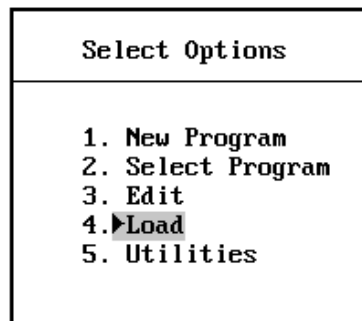 Select Options
1. New Program
2. Select Program
3. Edit
4.▶Load
5. Utilities